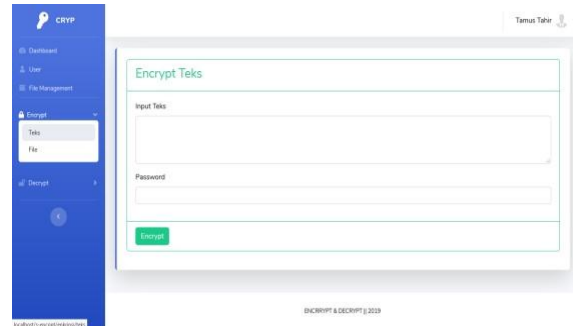 CRYP
Tamus Tahir
Dashboard
User
File Management
Encrypt
Teks
File
Decrypt
Encrypt Teks
Input Teks
Password
Encrypt
ENCRRYPT & DECRYPT || 2019